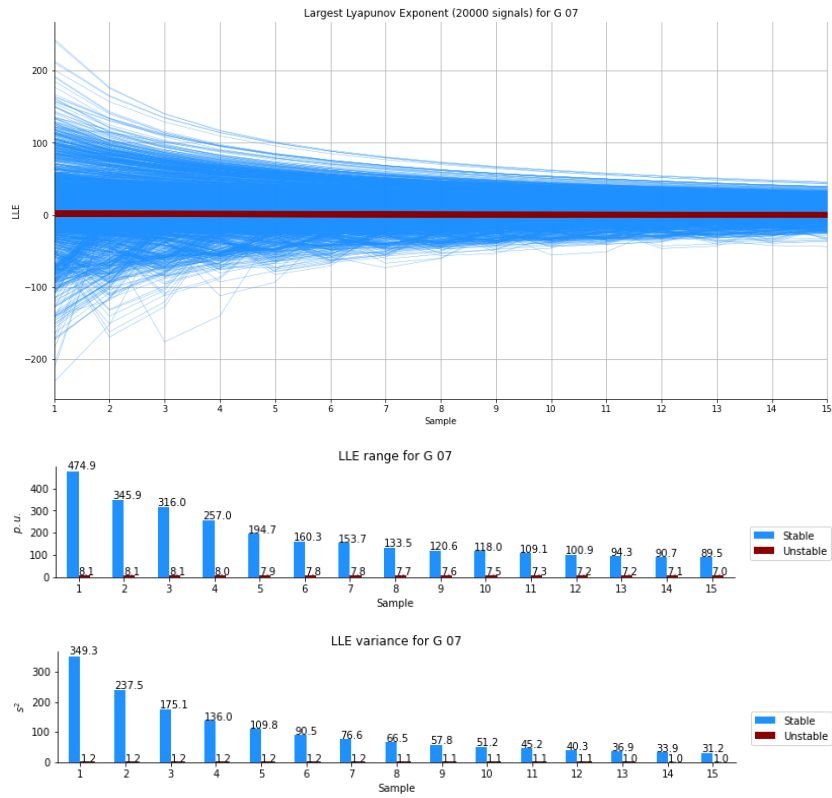 Largest Lyapunov Exponent (20000 signals) for G 07
200
100
0
−100
−200
LLE
1 2 3 4 5 6 7 8 9 10 11 12 13 14 15
Sample
LLE range for G 07
474.9 345.9 316.0 257.0 194.7 160.3 153.7 133.5 120.6 118.0 109.1 100.9 94.3 90.7 89.5
8.1 8.1 8.1 8.0 7.9 7.8 7.8 7.7 7.6 7.5 7.3 7.2 7.2 7.1 7.0
400
300
200
100
0
p.u.
1 2 3 4 5 6 7 8 9 10 11 12 13 14 15
Sample
Stable
Unstable
LLE variance for G 07
349.3 237.5 175.1 136.0 109.8 90.5 76.6 66.5 57.8 51.2 45.2 40.3 36.9 33.9 31.2
1.2 1.2 1.2 1.2 1.2 1.2 1.2 1.1 1.1 1.1 1.1 1.1 1.0 1.0 1.0
300
200
100
0
s²
1 2 3 4 5 6 7 8 9 10 11 12 13 14 15
Sample
Stable
Unstable